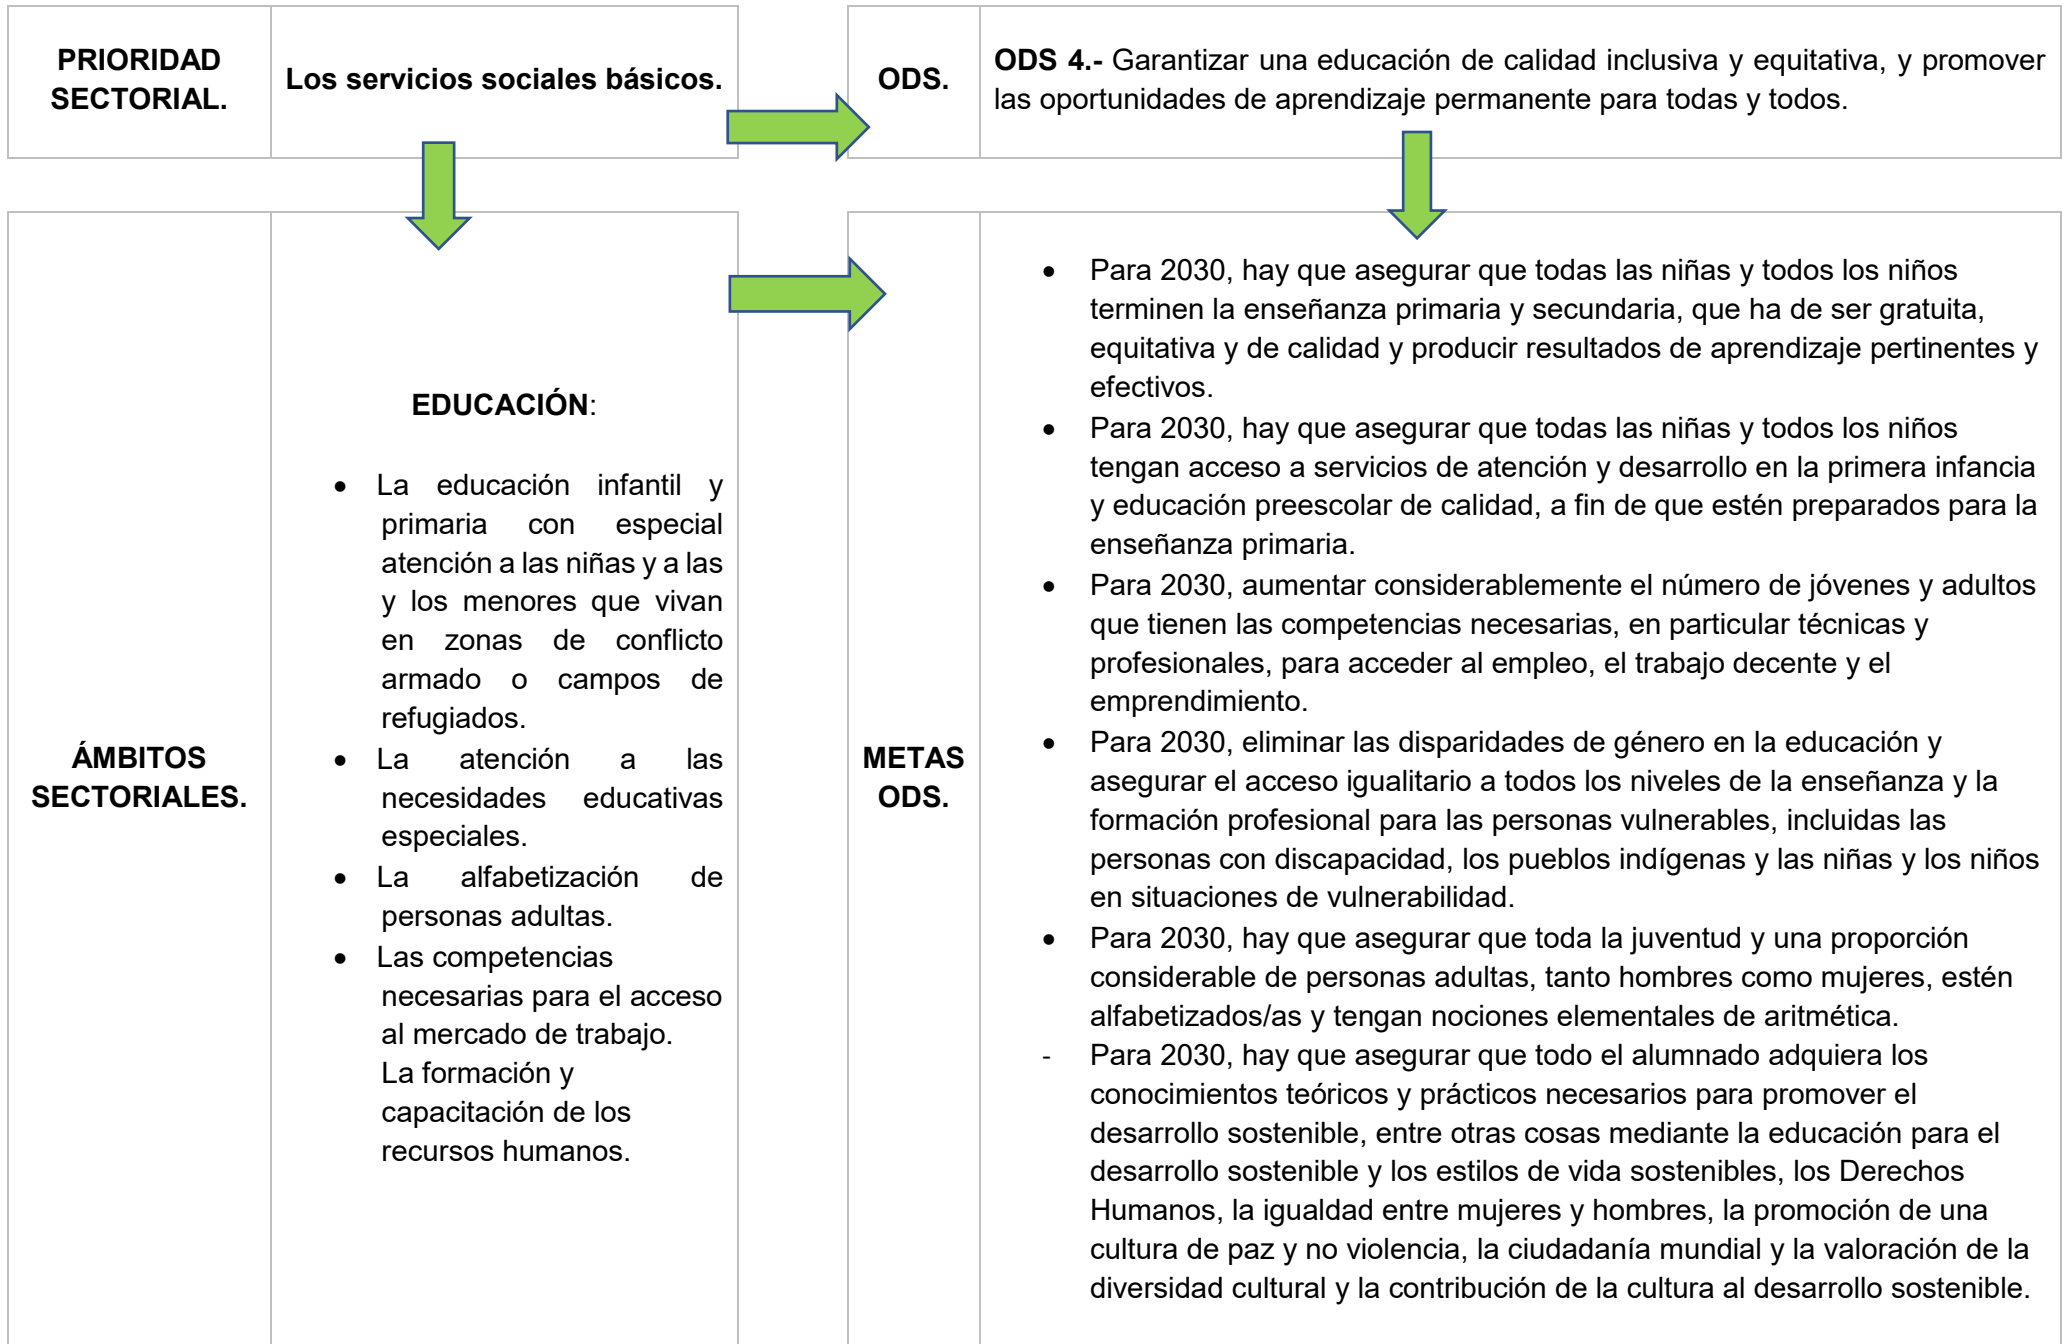 PRIORIDAD
SECTORIAL.
Los servicios sociales básicos.
ODS.
ODS 4.- Garantizar una educación de calidad inclusiva y equitativa, y promover
las oportunidades de aprendizaje permanente para todas y todos.
ÁMBITOS
SECTORIALES.
EDUCACIÓN:
• La educación infantil y
primaria con especial
atención a las niñas y a las
y los menores que vivan
en zonas de conflicto
armado o campos de
refugiados.
• La atención a las
necesidades educativas
especiales.
• La alfabetización de
personas adultas.
• Las competencias
necesarias para el acceso
al mercado de trabajo.
La formación y
capacitación de los
recursos humanos.
METAS
ODS.
• Para 2030, hay que asegurar que todas las niñas y todos los niños
terminen la enseñanza primaria y secundaria, que ha de ser gratuita,
equitativa y de calidad y producir resultados de aprendizaje pertinentes y
efectivos.
• Para 2030, hay que asegurar que todas las niñas y todos los niños
tengan acceso a servicios de atención y desarrollo en la primera infancia
y educación preescolar de calidad, a fin de que estén preparados para la
enseñanza primaria.
• Para 2030, aumentar considerablemente el número de jóvenes y adultos
que tienen las competencias necesarias, en particular técnicas y
profesionales, para acceder al empleo, el trabajo decente y el
emprendimiento.
• Para 2030, eliminar las disparidades de género en la educación y
asegurar el acceso igualitario a todos los niveles de la enseñanza y la
formación profesional para las personas vulnerables, incluidas las
personas con discapacidad, los pueblos indígenas y las niñas y los niños
en situaciones de vulnerabilidad.
• Para 2030, hay que asegurar que toda la juventud y una proporción
considerable de personas adultas, tanto hombres como mujeres, estén
alfabetizados/as y tengan nociones elementales de aritmética.
- Para 2030, hay que asegurar que todo el alumnado adquiera los
conocimientos teóricos y prácticos necesarios para promover el
desarrollo sostenible, entre otras cosas mediante la educación para el
desarrollo sostenible y los estilos de vida sostenibles, los Derechos
Humanos, la igualdad entre mujeres y hombres, la promoción de una
cultura de paz y no violencia, la ciudadanía mundial y la valoración de la
diversidad cultural y la contribución de la cultura al desarrollo sostenible.